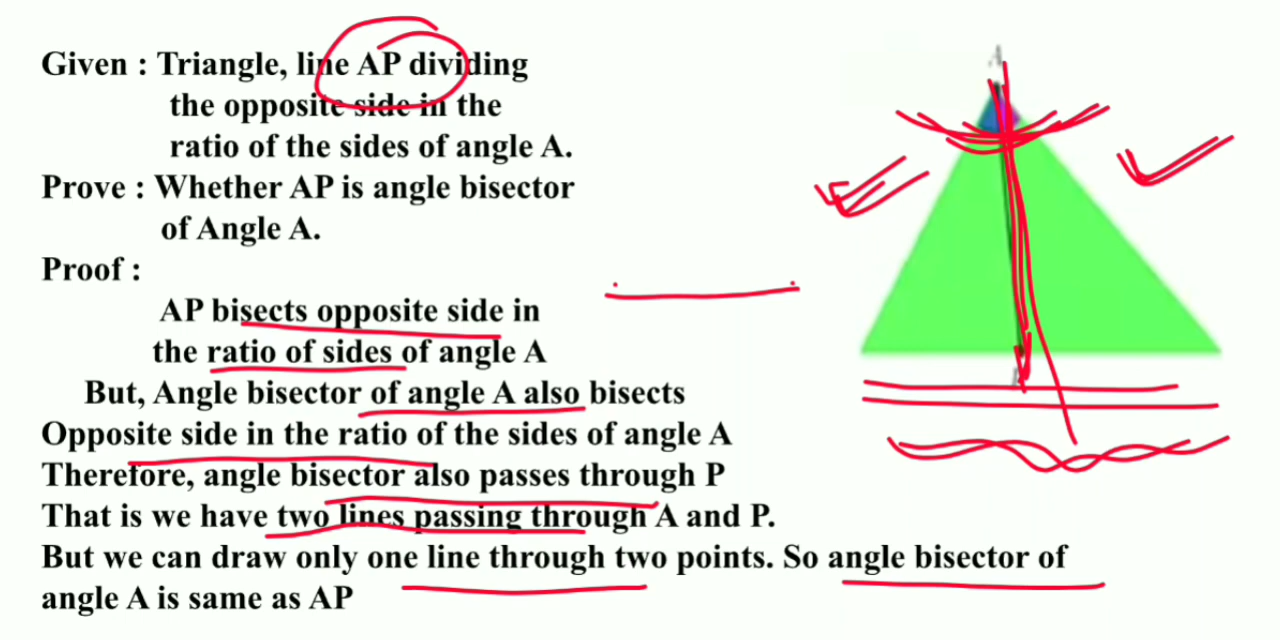 Given : Triangle, line AP dividing
the opposite side in the
ratio of the sides of angle A.
Prove : Whether AP is angle bisector
of Angle A.
Proof :
AP bisects opposite side in
the ratio of sides of angle A
But, Angle bisector of angle A also bisects
Opposite side in the ratio of the sides of angle A
Therefore, angle bisector also passes through P
That is we have two lines passing through A and P.
But we can draw only one line through two points. So angle bisector of
angle A is same as AP
A